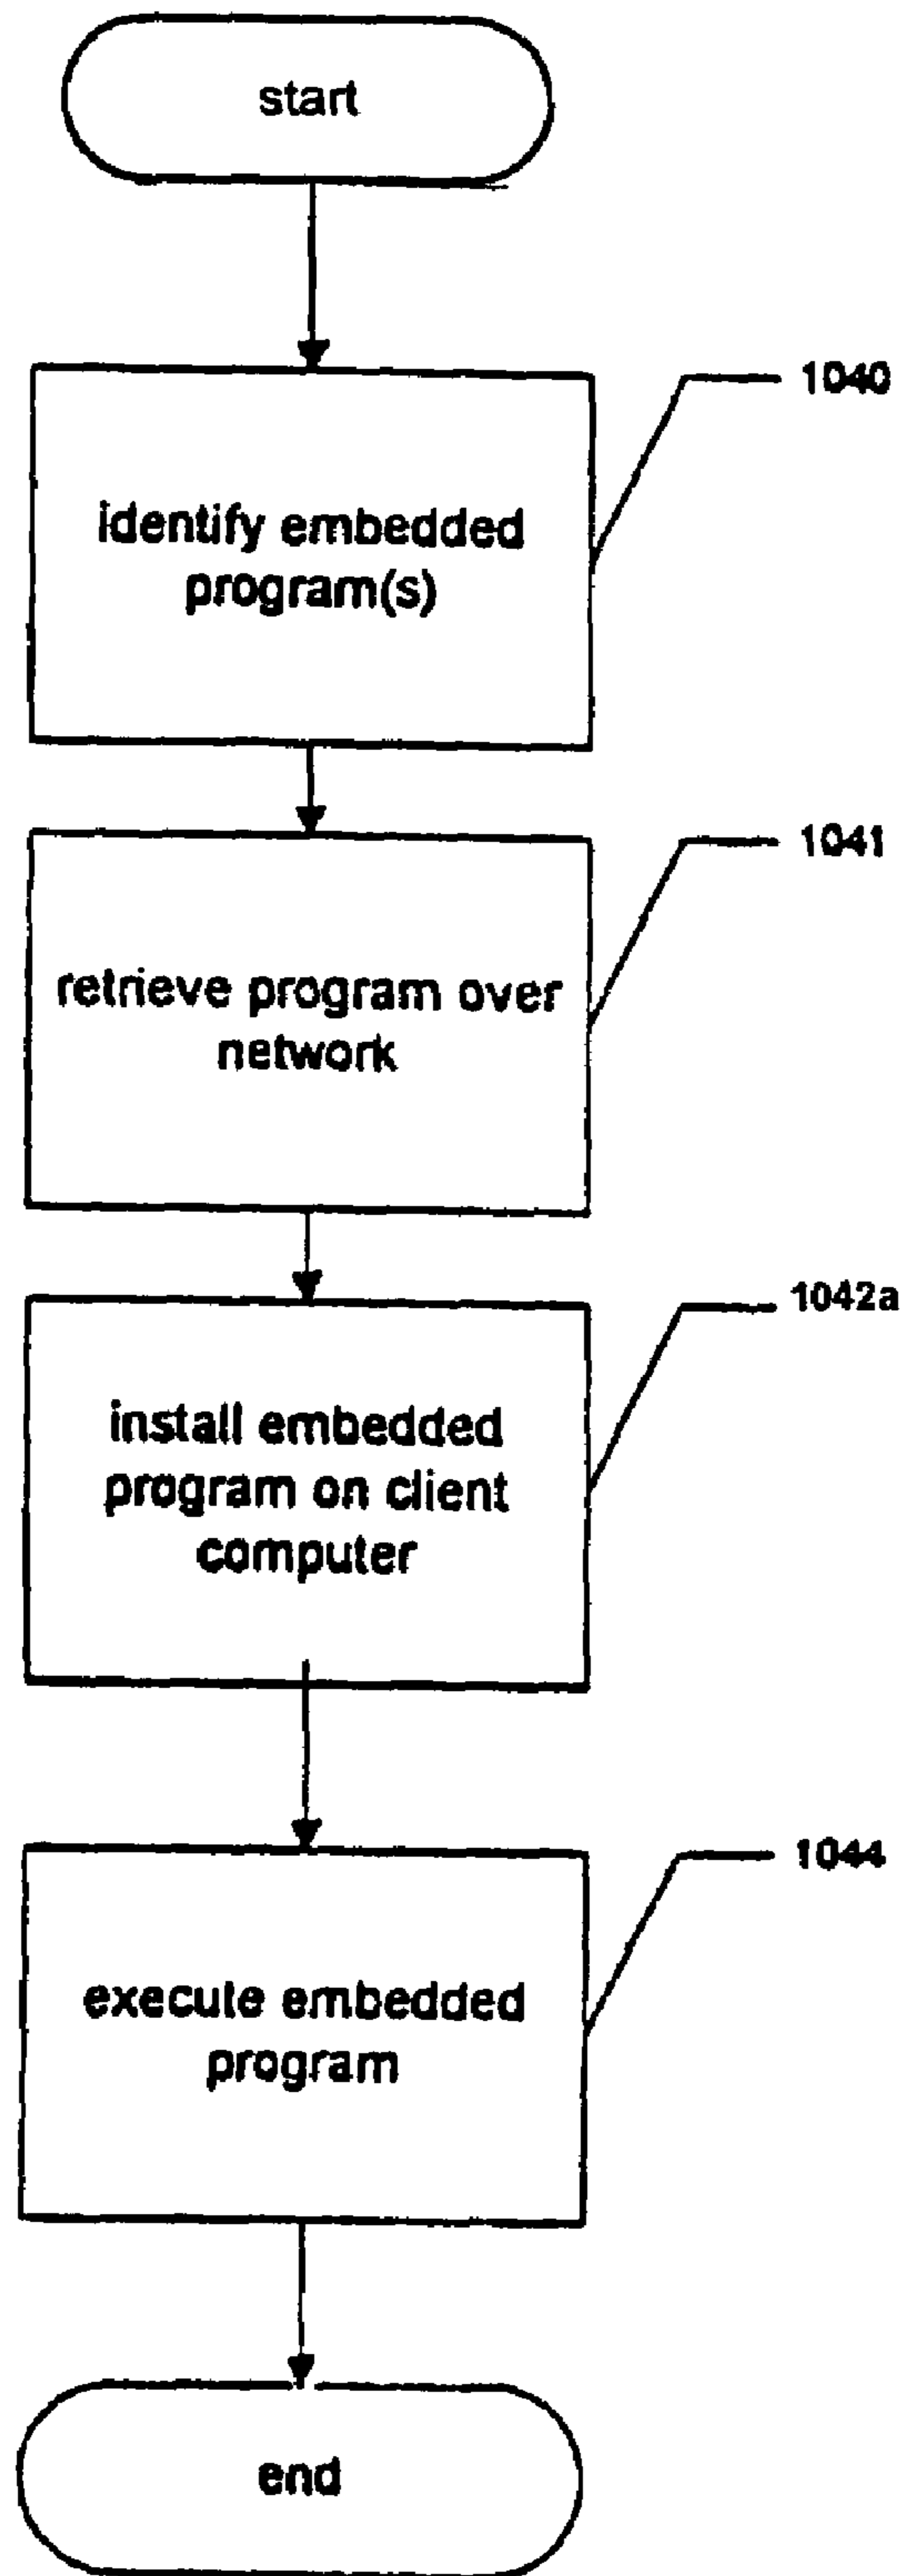 start
1040
identify embedded
program(s)
1041
retrieve program over
network
1042a
install embedded
program on client
computer
1044
execute embedded
program
end